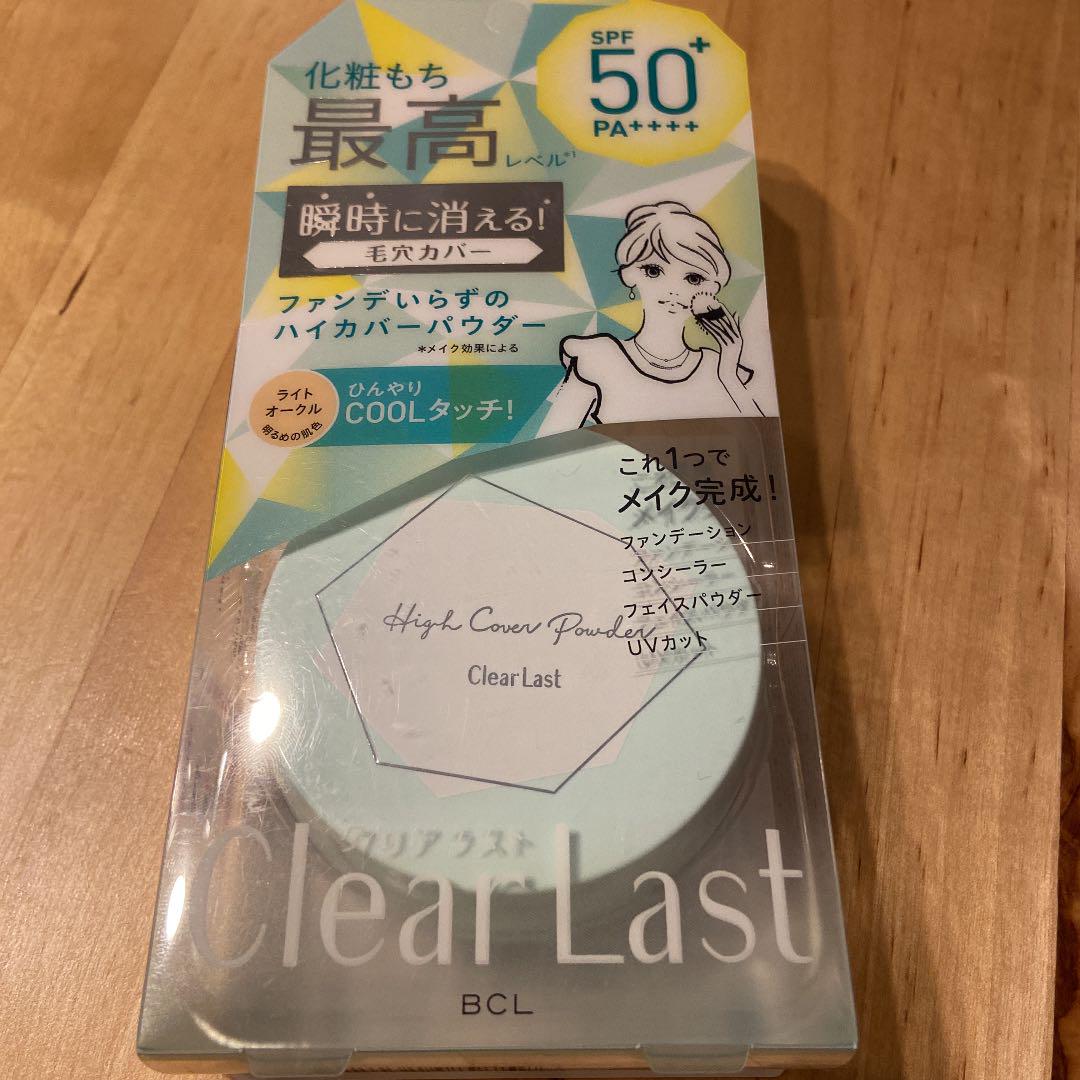 化粧もち
最高レベル*1
SPF
50+
PA++++
瞬時に消える!
毛穴カバー
ファンデいらずの
ハイカバーパウダー
*メイク効果による
ライト
オークル
明るめの肌色
ひんやり
COOLタッチ!
これ1つで
メイク完成!
ファンデーション
コンシーラー
フェイスパウダー
UVカット
High Cover Powder
Clear Last
クリアラスト
Clear Last
BCL